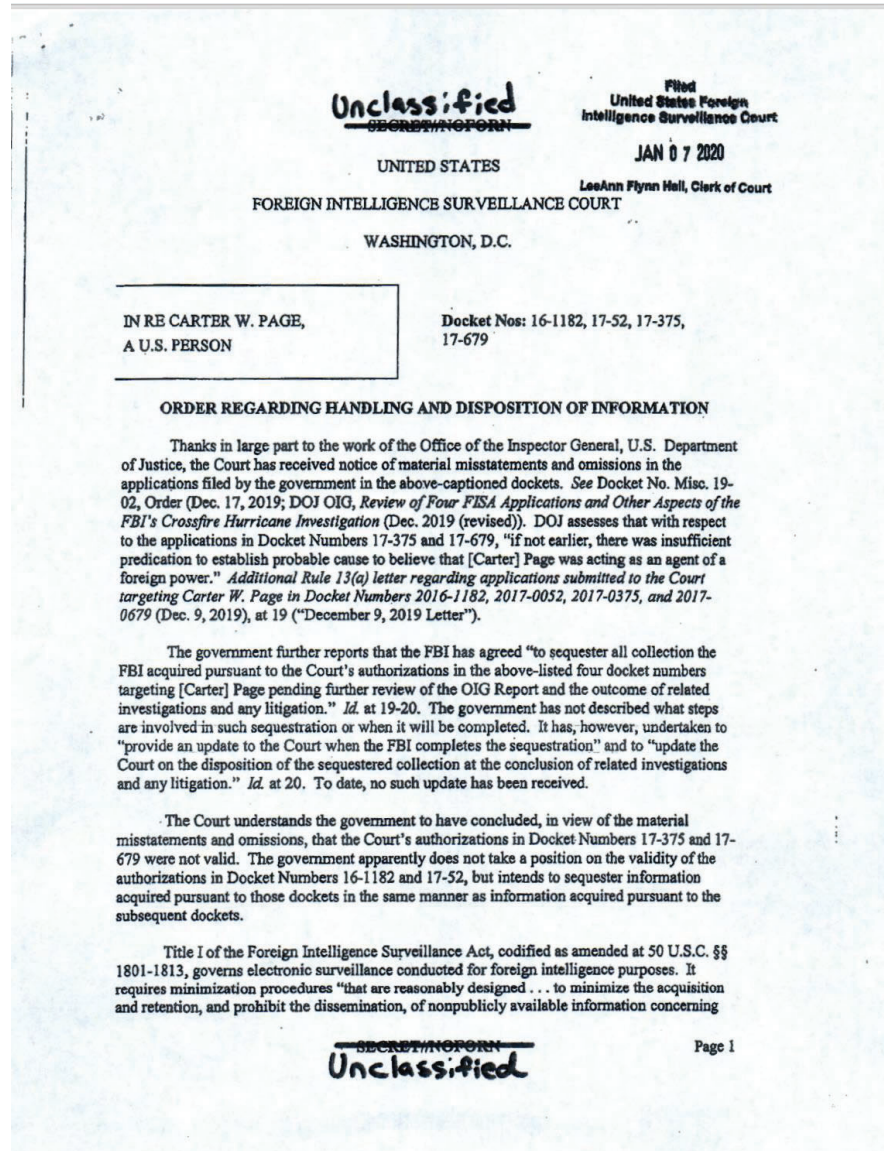 Unclassified
SECRET//NOFORN
Filed
United States Foreign
Intelligence Surveillance Court
JAN 07 2020
LeeAnn Flynn Hall, Clerk of Court
UNITED STATES
FOREIGN INTELLIGENCE SURVEILLANCE COURT
WASHINGTON, D.C.
IN RE CARTER W. PAGE,
A U.S. PERSON
Docket Nos: 16-1182, 17-52, 17-375,
17-679
ORDER REGARDING HANDLING AND DISPOSITION OF INFORMATION
Thanks in large part to the work of the Office of the Inspector General, U.S. Department
of Justice, the Court has received notice of material misstatements and omissions in the
applications filed by the government in the above-captioned dockets. See Docket No. Misc. 19-
02, Order (Dec. 17, 2019; DOJ OIG, Review of Four FISA Applications and Other Aspects of the
FBI's Crossfire Hurricane Investigation (Dec. 2019 (revised)). DOJ assesses that with respect
to the applications in Docket Numbers 17-375 and 17-679, "if not earlier, there was insufficient
predication to establish probable cause to believe that [Carter] Page was acting as an agent of a
foreign power." Additional Rule 13(a) letter regarding applications submitted to the Court
targeting Carter W. Page in Docket Numbers 2016-1182, 2017-0052, 2017-0375, and 2017-
0679 (Dec. 9, 2019), at 19 ("December 9, 2019 Letter").
The government further reports that the FBI has agreed "to sequester all collection the
FBI acquired pursuant to the Court's authorizations in the above-listed four docket numbers
targeting [Carter] Page pending further review of the OIG Report and the outcome of related
investigations and any litigation." Id. at 19-20. The government has not described what steps
are involved in such sequestration or when it will be completed. It has, however, undertaken to
"provide an update to the Court when the FBI completes the sequestration" and to "update the
Court on the disposition of the sequestered collection at the conclusion of related investigations
and any litigation." Id. at 20. To date, no such update has been received.
The Court understands the government to have concluded, in view of the material
misstatements and omissions, that the Court's authorizations in Docket Numbers 17-375 and 17-
679 were not valid. The government apparently does not take a position on the validity of the
authorizations in Docket Numbers 16-1182 and 17-52, but intends to sequester information
acquired pursuant to those dockets in the same manner as information acquired pursuant to the
subsequent dockets.
Title I of the Foreign Intelligence Surveillance Act, codified as amended at 50 U.S.C. §§
1801-1813, governs electronic surveillance conducted for foreign intelligence purposes. It
requires minimization procedures "that are reasonably designed . . . to minimize the acquisition
and retention, and prohibit the dissemination, of nonpublicly available information concerning
SECRET//NOFORN
Unclassified
Page 1